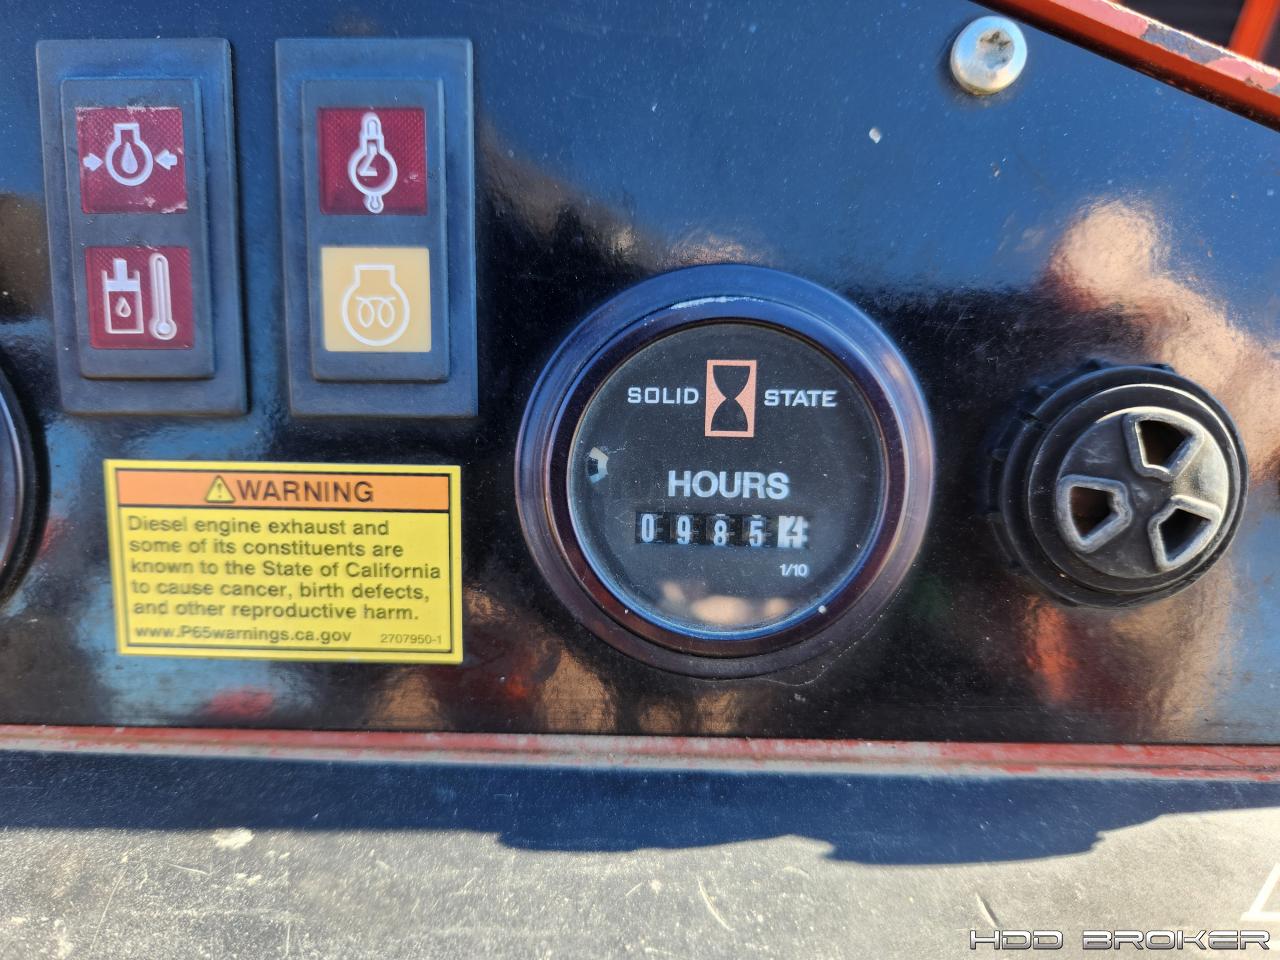 SOLID STATE
HOURS
0985 4
1/10
WARNING
Diesel engine exhaust and
some of its constituents are
known to the State of California
to cause cancer, birth defects,
and other reproductive harm.
www.P65warnings.ca.gov 2707950-1
HDD BROKER